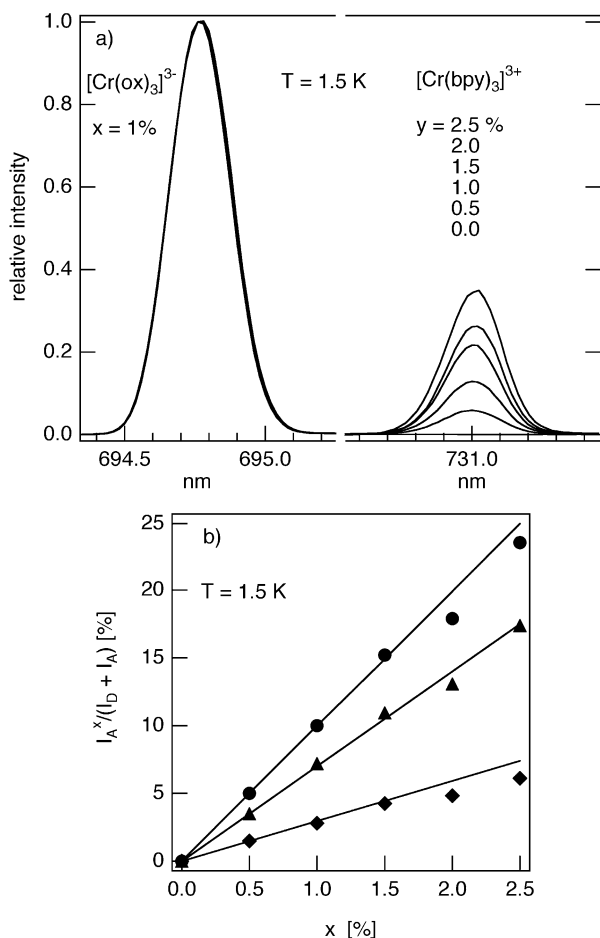 a)
1.0
0.8
0.6
0.4
0.2
0.0
relative intensity
[Cr(ox)3]3-
x = 1%
T = 1.5 K
[Cr(bpy)3]3+
y = 2.5 %
2.0
1.5
1.0
0.5
0.0
694.5 695.0 731.0
nm nm
b)
T = 1.5 K
25
20
15
10
5
0
IAx/(ID + IA) [%]
0.0 0.5 1.0 1.5 2.0 2.5
x [%]